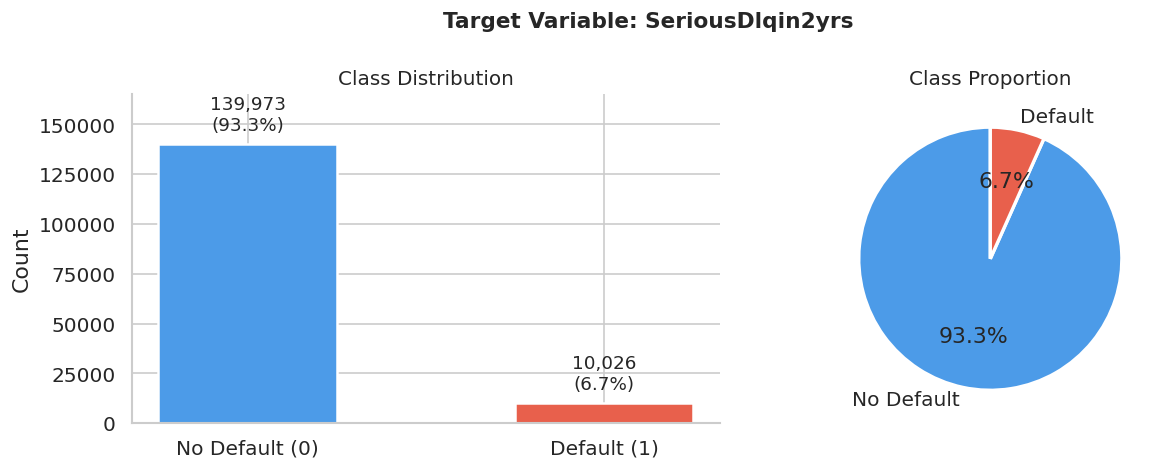 Target Variable: SeriousDlqin2yrs
Class Distribution
139,973
(93.3%)
150000
125000
100000
75000
50000
25000
0
Count
10,026
(6.7%)
No Default (0)
Default (1)
Class Proportion
Default
6.7%
93.3%
No Default